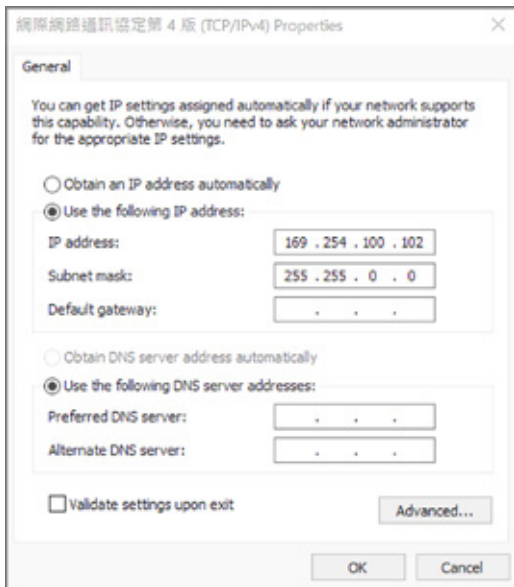 網際網路通訊協定第 4 版 (TCP/IPv4) Properties
General
You can get IP settings assigned automatically if your network supports
this capability. Otherwise, you need to ask your network administrator
for the appropriate IP settings.
Obtain an IP address automatically
Use the following IP address:
IP address: 169 . 254 . 100 . 102
Subnet mask: 255 . 255 . 0 . 0
Default gateway: . . .
Obtain DNS server address automatically
Use the following DNS server addresses:
Preferred DNS server: . . .
Alternate DNS server: . . .
Validate settings upon exit
Advanced...
OK Cancel